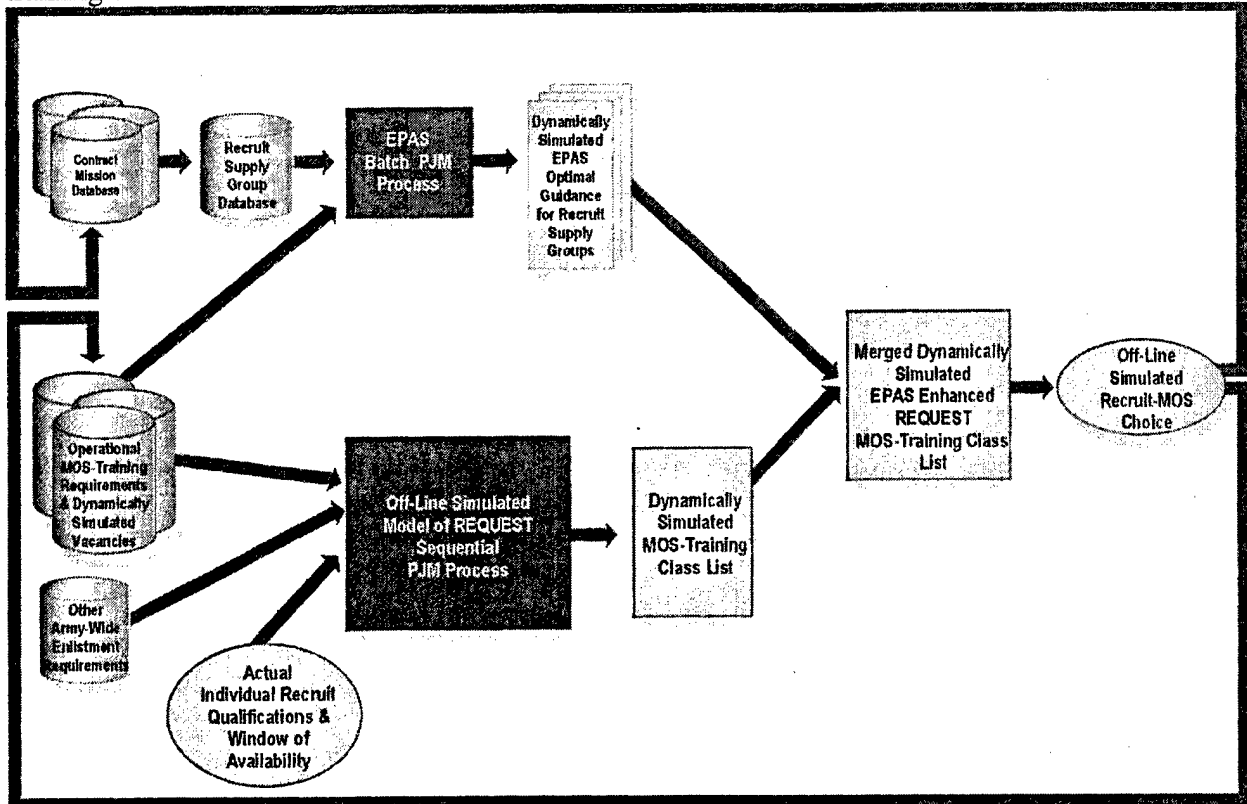 Contract
Mission
Database
Recruit
Supply
Group
Database
EPAS
Batch PJM
Process
Dynamically
Simulated
EPAS
Optimal
Guidance
for Recruit
Supply
Groups
Operational
MOS-Training
Requirements
& Dynamically
Simulated
Vacancies
Other
Army-Wide
Enlistment
Requirements
Actual
Individual Recruit
Qualifications &
Window of
Availability
Off-Line Simulated
Model of REQUEST
Sequential
PJM Process
Dynamically
Simulated
MOS-Training
Class List
Merged Dynamically
Simulated
EPAS Enhanced
REQUEST
MOS-Training Class
List
Off-Line
Simulated
Recruit-MOS
Choice